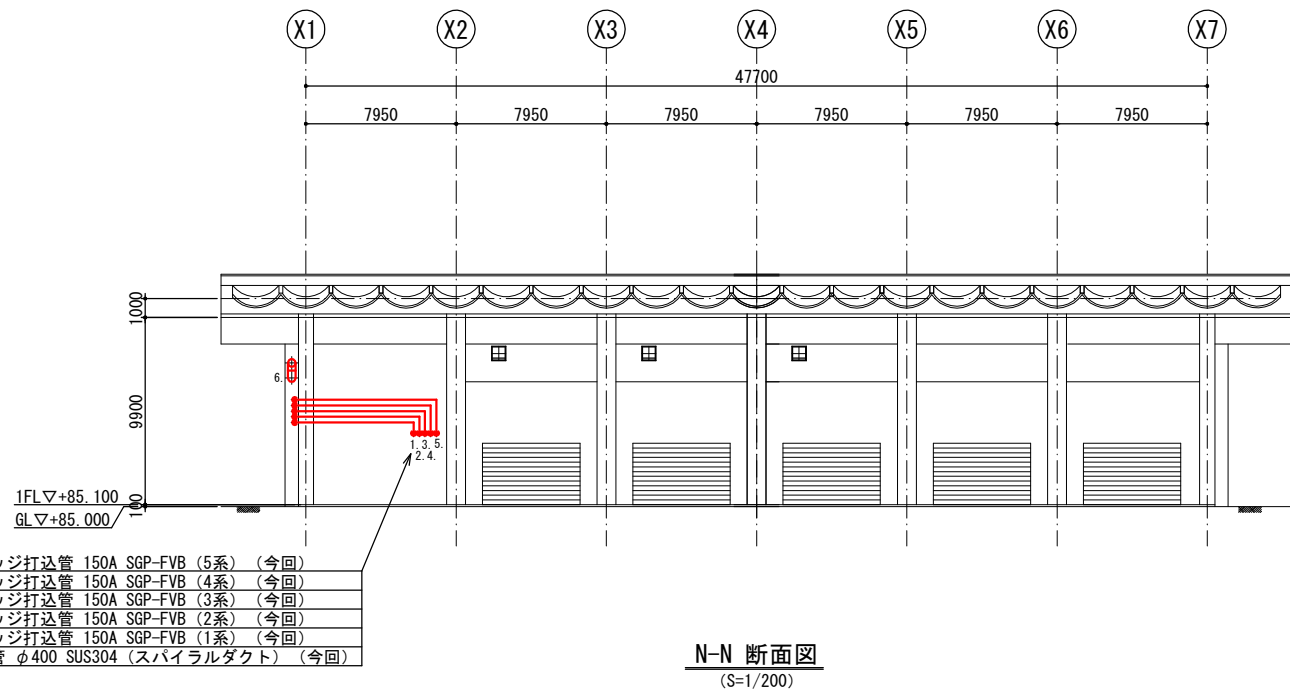 X1 X2 X3 X4 X5 X6 X7
47700
7950 7950 7950 7950 7950 7950
1000
6.
9900
1. 3. 5.
2. 4.
1FL▽+85.100
100
GL▽+85.000
ッジ打込管 150A SGP-FVB (5系) (今回)
ッジ打込管 150A SGP-FVB (4系) (今回)
ッジ打込管 150A SGP-FVB (3系) (今回)
ッジ打込管 150A SGP-FVB (2系) (今回)
ッジ打込管 150A SGP-FVB (1系) (今回)
管 φ400 SUS304 (スパイラルダクト) (今回)
N-N 断面図
(S=1/200)